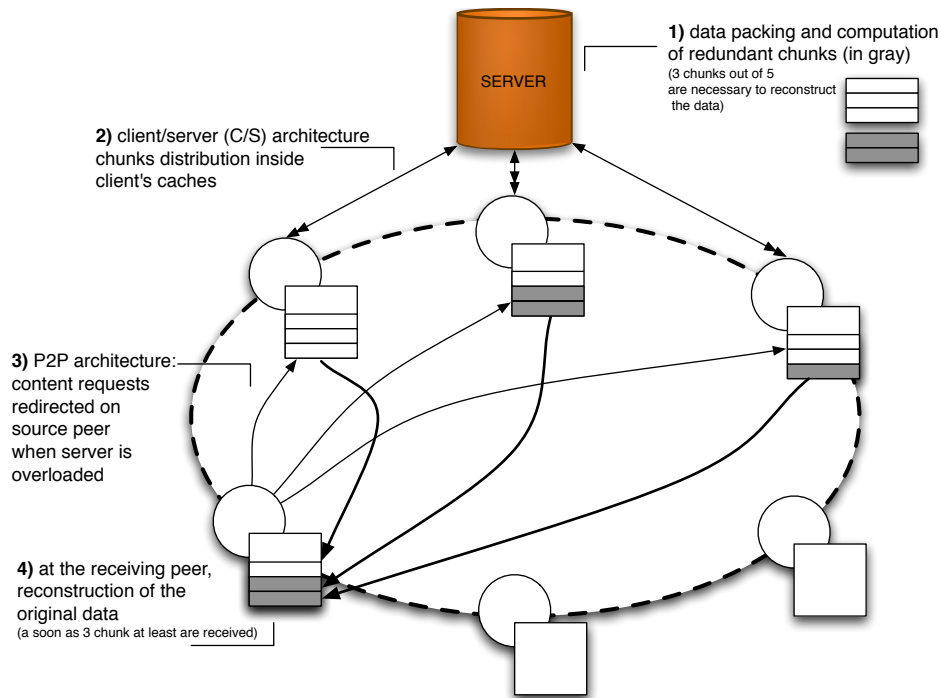 1) data packing and computation
of redundant chunks (in gray)
(3 chunks out of 5
are necessary to reconstruct
the data)
SERVER
2) client/server (C/S) architecture
chunks distribution inside
client's caches
3) P2P architecture:
content requests
redirected on
source peer
when server is
overloaded
4) at the receiving peer,
reconstruction of the
original data
(a soon as 3 chunk at least are received)